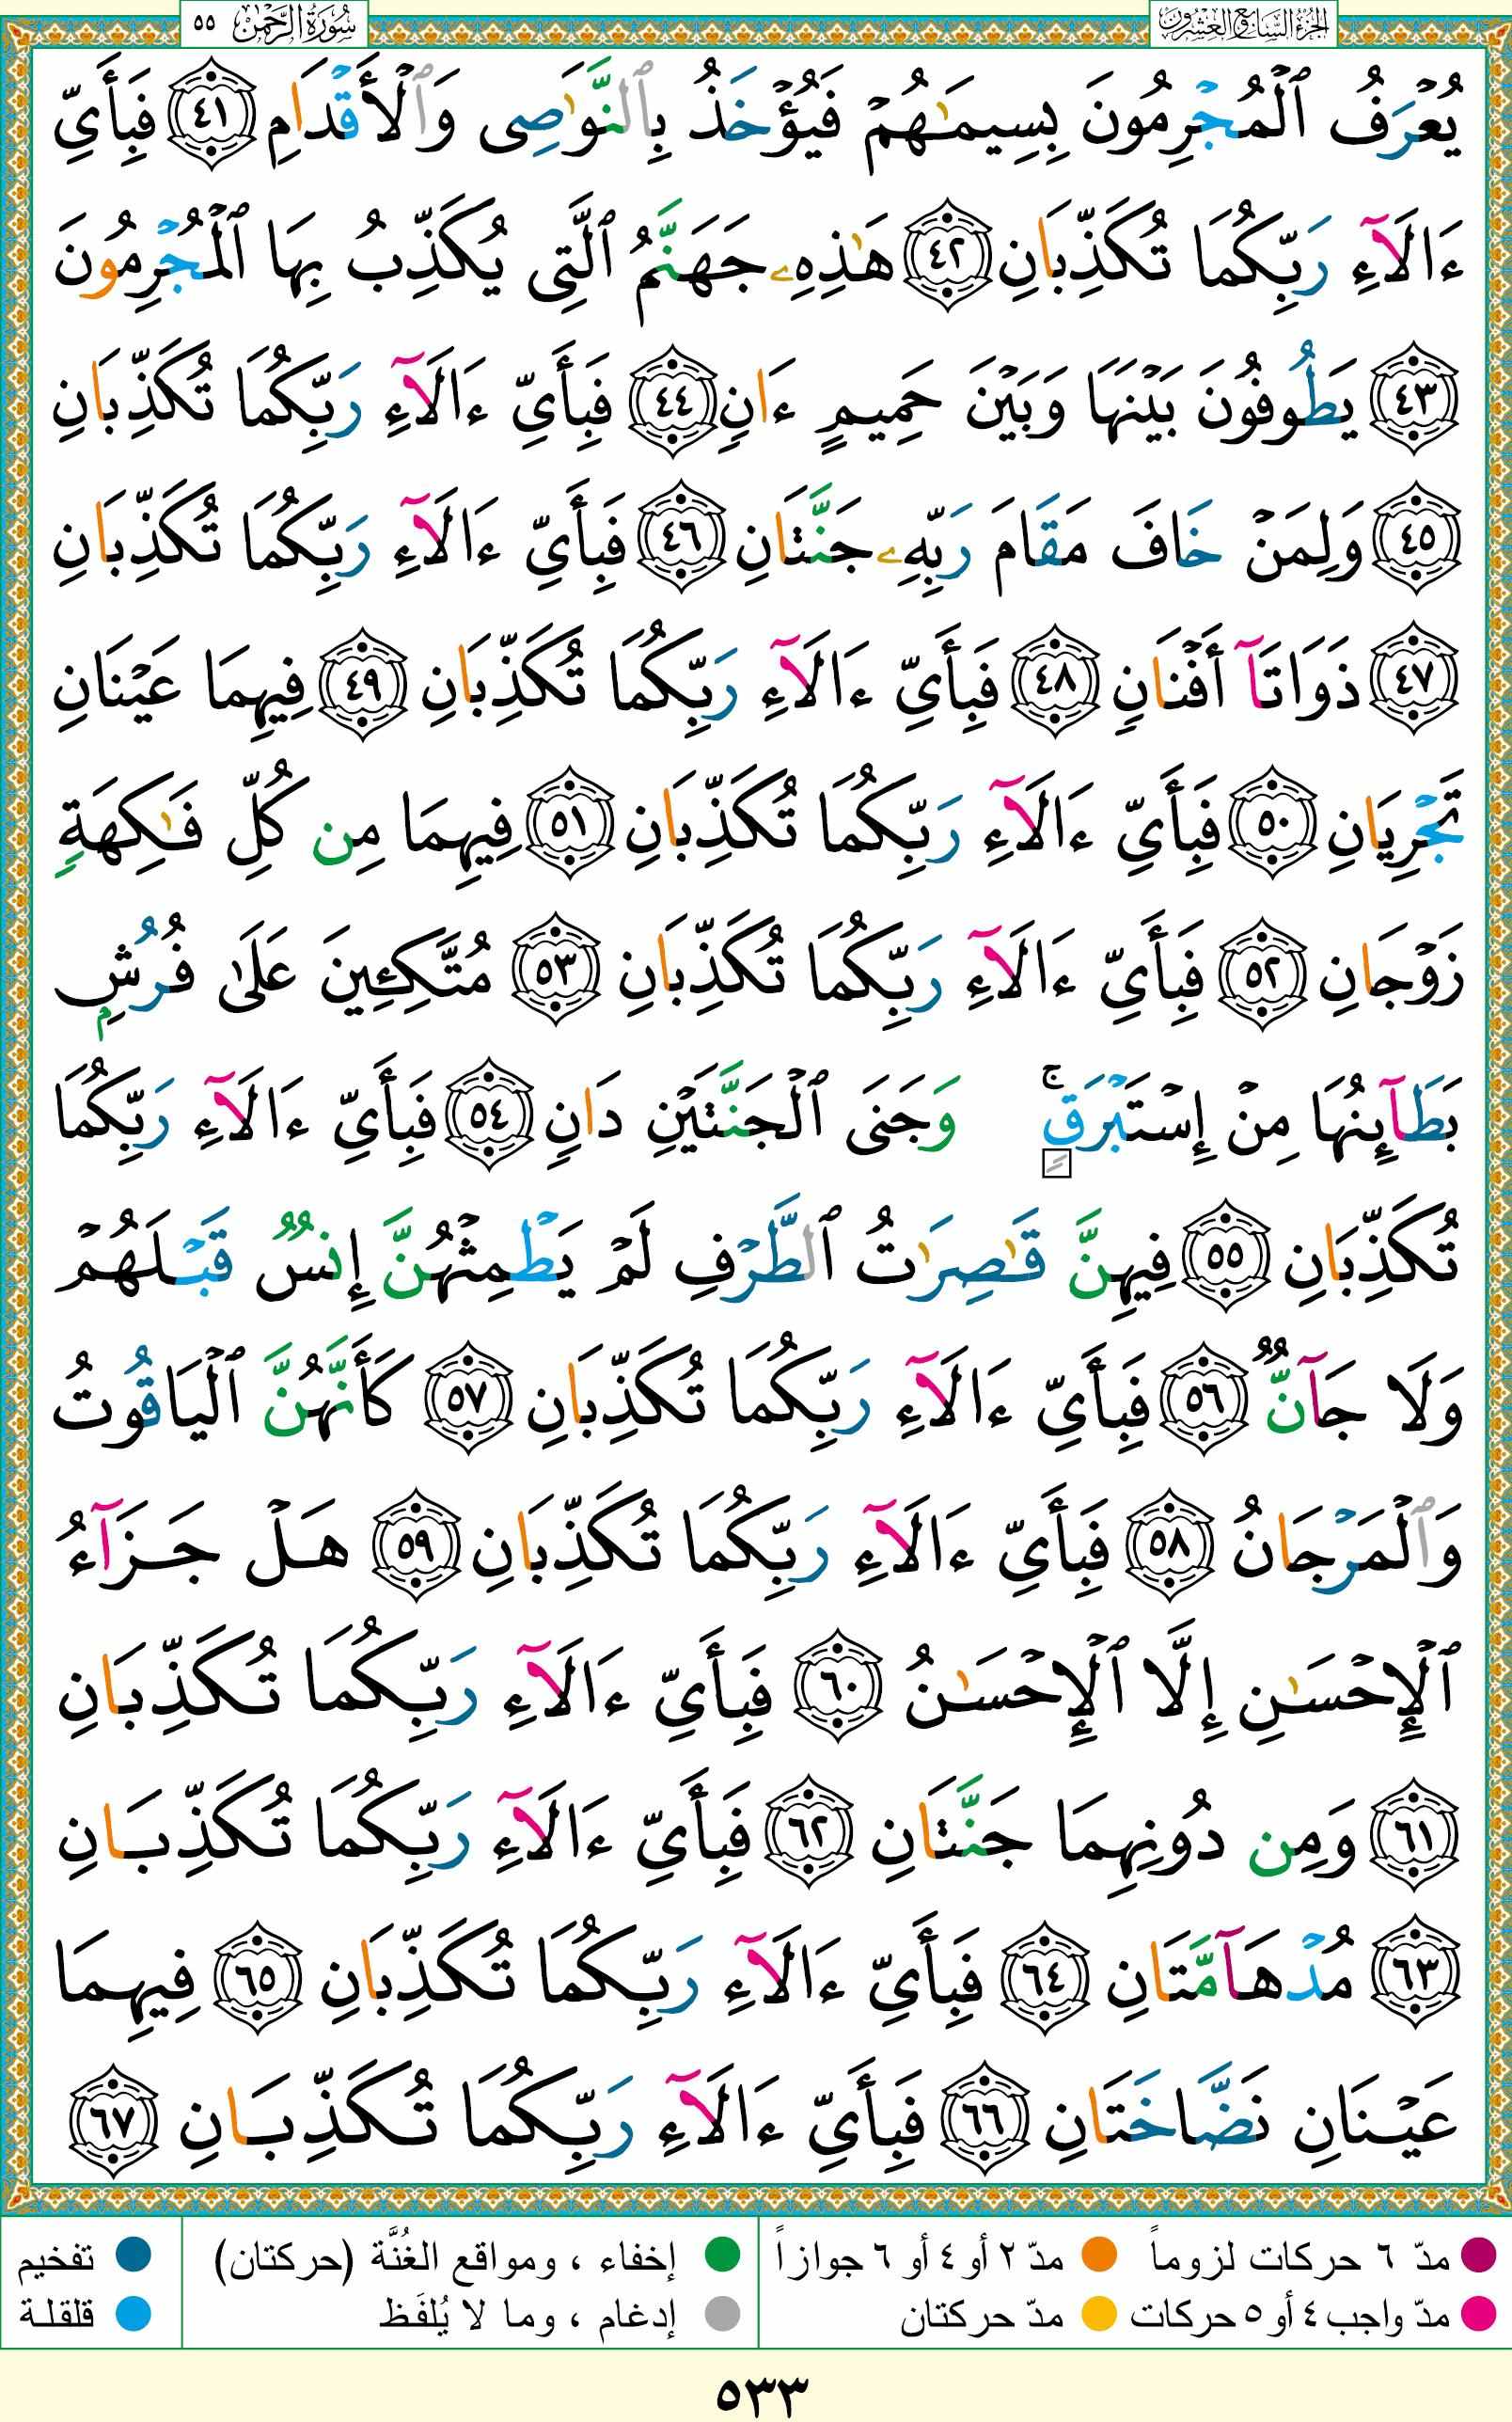 سُورَةُ الرَّحْمٰن ٥٥
الجُزْءُ السَّابِعُ وَالعِشْرُونَ
يُعۡرَفُ ٱلۡمُجۡرِمُونَ بِسِيمَـٰهُمۡ فَيُؤۡخَذُ بِٱلنَّوَٰصِى وَٱلۡأَقۡدَامِ ٤١ فَبِأَىِّ
ءَالَآءِ رَبِّكُمَا تُكَذِّبَانِ ٤٢ هَـٰذِهِۦ جَهَنَّمُ ٱلَّتِى يُكَذِّبُ بِهَا ٱلۡمُجۡرِمُونَ
٤٣ يَطُوفُونَ بَيۡنَهَا وَبَيۡنَ حَمِيمٍ ءَانٍ ٤٤ فَبِأَىِّ ءَالَآءِ رَبِّكُمَا تُكَذِّبَانِ
٤٥ وَلِمَنۡ خَافَ مَقَامَ رَبِّهِۦ جَنَّتَانِ ٤٦ فَبِأَىِّ ءَالَآءِ رَبِّكُمَا تُكَذِّبَانِ
٤٧ ذَوَاتَآ أَفۡنَانٍ ٤٨ فَبِأَىِّ ءَالَآءِ رَبِّكُمَا تُكَذِّبَانِ ٤٩ فِيهِمَا عَيۡنَانِ
تَجۡرِيَانِ ٥٠ فَبِأَىِّ ءَالَآءِ رَبِّكُمَا تُكَذِّبَانِ ٥١ فِيهِمَا مِن كُلِّ فَـٰكِهَةٍ
زَوۡجَانِ ٥٢ فَبِأَىِّ ءَالَآءِ رَبِّكُمَا تُكَذِّبَانِ ٥٣ مُتَّكِـِٔينَ عَلَىٰ فُرُشِۭ
بَطَآئِنُهَا مِنۡ إِسۡتَبۡرَقٍۚ وَجَنَى ٱلۡجَنَّتَيۡنِ دَانٍ ٥٤ فَبِأَىِّ ءَالَآءِ رَبِّكُمَا
تُكَذِّبَانِ ٥٥ فِيهِنَّ قَـٰصِرَٰتُ ٱلطَّرۡفِ لَمۡ يَطۡمِثۡهُنَّ إِنسٌ قَبۡلَهُمۡ
وَلَا جَآنٌّ ٥٦ فَبِأَىِّ ءَالَآءِ رَبِّكُمَا تُكَذِّبَانِ ٥٧ كَأَنَّهُنَّ ٱلۡيَاقُوتُ
وَٱلۡمَرۡجَانُ ٥٨ فَبِأَىِّ ءَالَآءِ رَبِّكُمَا تُكَذِّبَانِ ٥٩ هَلۡ جَزَآءُ
ٱلۡإِحۡسَـٰنِ إِلَّا ٱلۡإِحۡسَـٰنُ ٦٠ فَبِأَىِّ ءَالَآءِ رَبِّكُمَا تُكَذِّبَانِ
٦١ وَمِن دُونِهِمَا جَنَّتَانِ ٦٢ فَبِأَىِّ ءَالَآءِ رَبِّكُمَا تُكَذِّبَانِ
٦٣ مُدۡهَآمَّتَانِ ٦٤ فَبِأَىِّ ءَالَآءِ رَبِّكُمَا تُكَذِّبَانِ ٦٥ فِيهِمَا
عَيۡنَانِ نَضَّاخَتَانِ ٦٦ فَبِأَىِّ ءَالَآءِ رَبِّكُمَا تُكَذِّبَانِ ٦٧
مدّ ٦ حركات لزوماً مدّ ٢ أو ٤ أو ٦ جوازاً إخفاء ، ومواقع الغُنَّة (حركتان) تفخيم
مدّ واجب ٤ أو ٥ حركات مدّ حركتان إدغام ، وما لا يُلفَظ قلقلة
٥٣٣